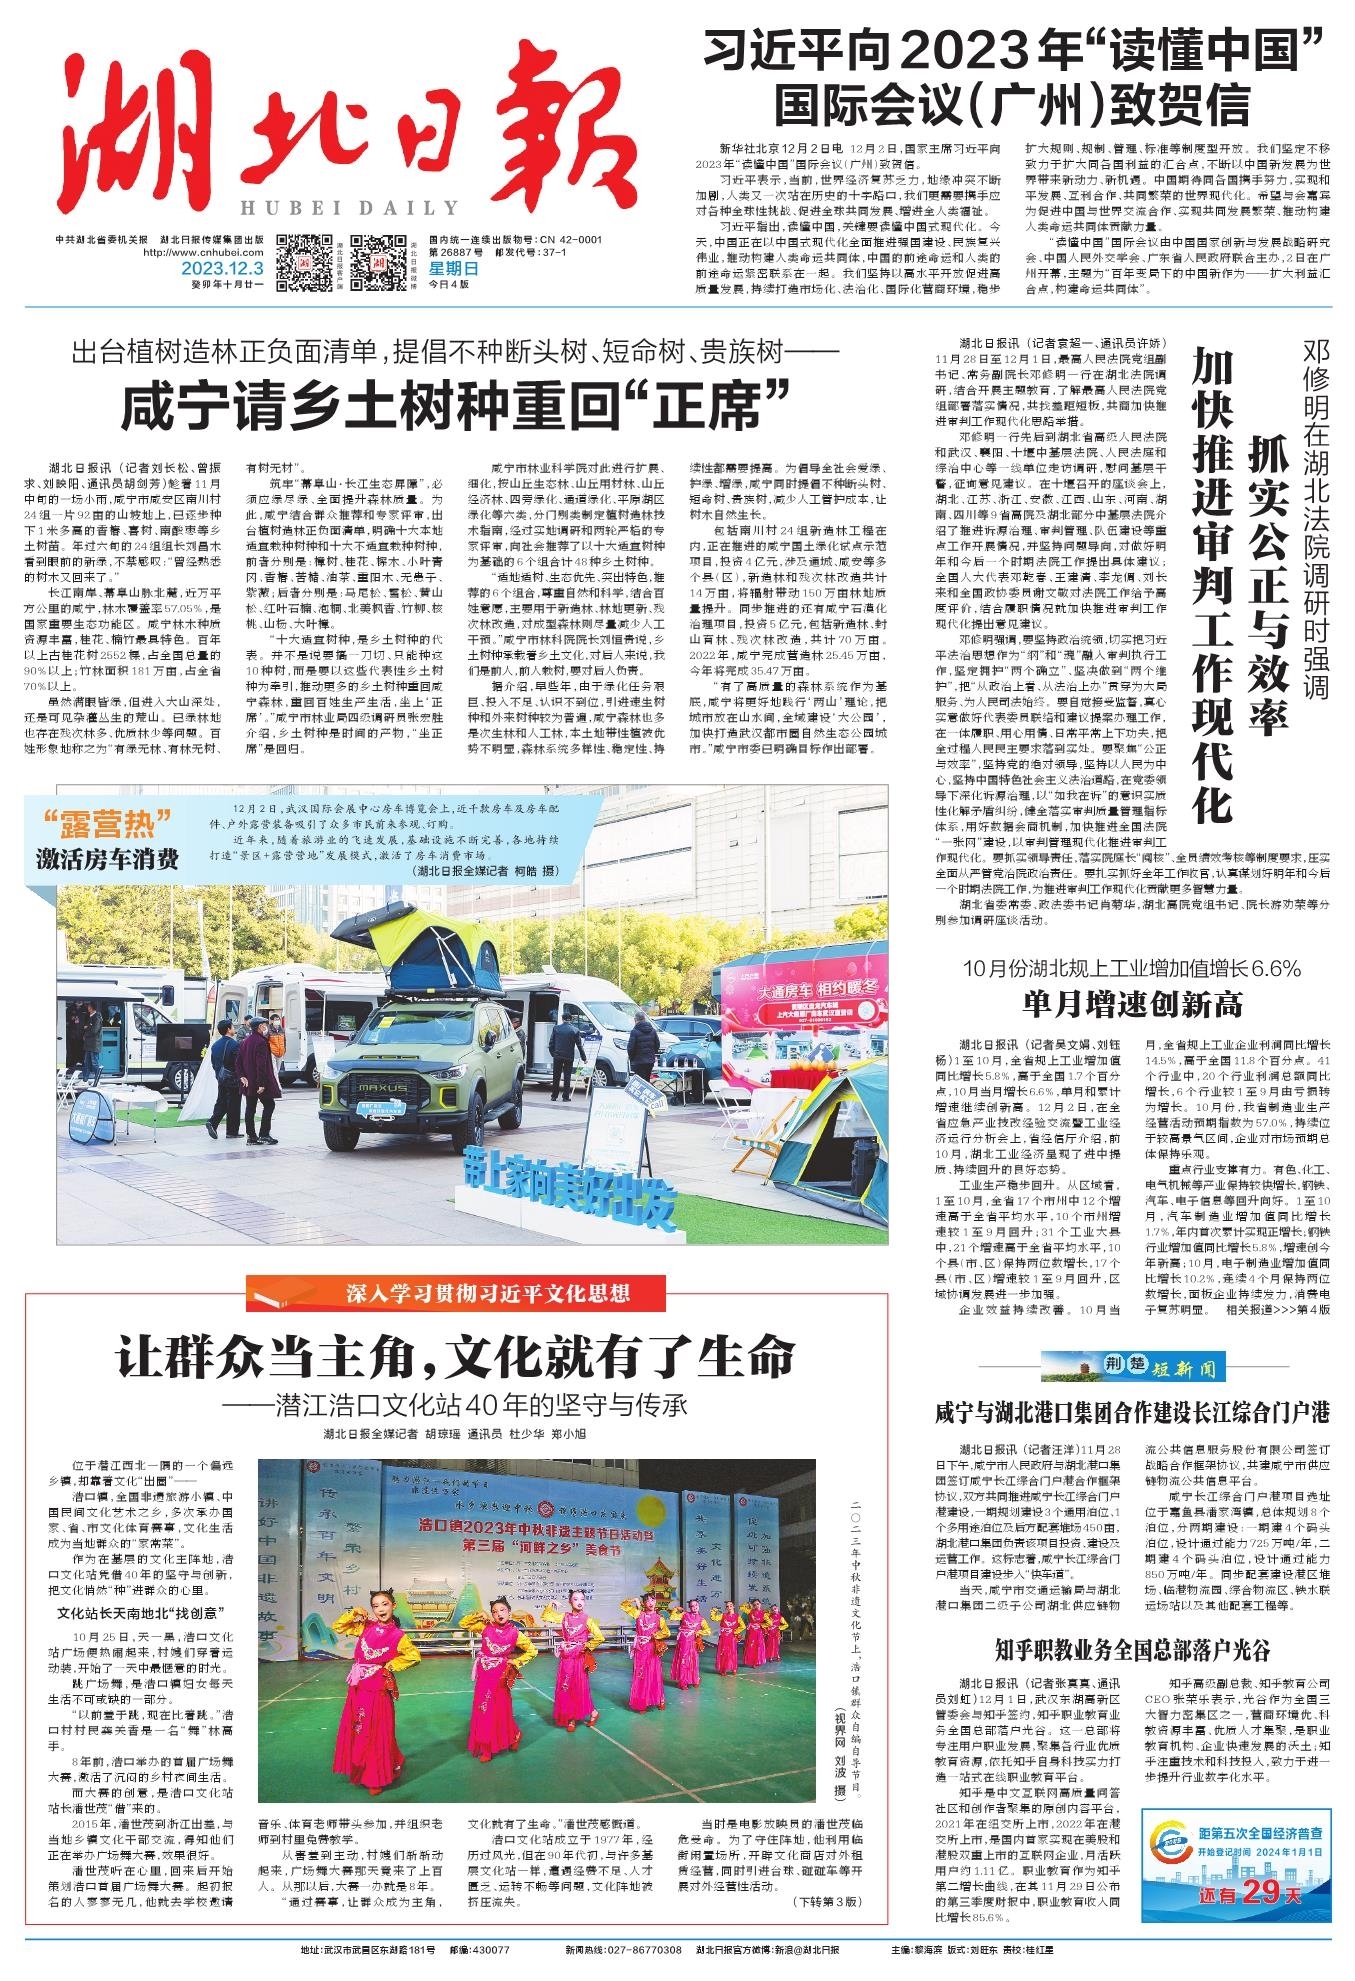 湖北日報
HUBEI DAILY
中共湖北省委机关报 湖北日报传媒集团出版
http://www.cnhubei.com
2023.12.3
癸卯年十月廿一
湖北日报客户端
湖北日报微博
国内统一连续出版物号：CN 42-0001
第26887号 邮发代号：37-1
星期日
今日4版
习近平向2023年“读懂中国”
国际会议（广州）致贺信
新华社北京12月2日电 12月2日，国家主席习近平向
2023年“读懂中国”国际会议（广州）致贺信。
习近平表示，当前，世界经济复苏乏力，地缘冲突不断
加剧，人类又一次站在历史的十字路口，我们更需要携手应
对各种全球性挑战、促进全球共同发展、增进全人类福祉。
习近平指出，读懂中国，关键要读懂中国式现代化。今
天，中国正在以中国式现代化全面推进强国建设、民族复兴
伟业，推动构建人类命运共同体，中国的前途命运和人类的
前途命运紧密联系在一起。我们坚持以高水平开放促进高
质量发展，持续打造市场化、法治化、国际化营商环境，稳步
扩大规则、规制、管理、标准等制度型开放。我们坚定不移
致力于扩大同各国利益的汇合点，不断以中国新发展为世
界带来新动力、新机遇。中国期待同各国携手努力，实现和
平发展、互利合作、共同繁荣的世界现代化。希望与会嘉宾
为促进中国与世界交流合作、实现共同发展繁荣、推动构建
人类命运共同体贡献力量。
“读懂中国”国际会议由中国国家创新与发展战略研究
会、中国人民外交学会、广东省人民政府联合主办，2日在广
州开幕，主题为“百年变局下的中国新作为——扩大利益汇
合点，构建命运共同体”。
出台植树造林正负面清单，提倡不种断头树、短命树、贵族树——
咸宁请乡土树种重回“正席”
湖北日报讯（记者刘长松、曾振
求、刘映阳、通讯员胡剑芳）趁着11月
中旬的一场小雨，咸宁市咸安区南川村
24组一片92亩的山坡地上，已逐步种
下1米多高的香椿、喜树、南酸枣等乡
土树苗。年过六旬的24组组长刘昌木
看到眼前的新绿，不禁感叹：“曾经熟悉
的树木又回来了。”
长江南岸、幕阜山脉北麓，近万平
方公里的咸宁，林木覆盖率57.05%，是
国家重要生态功能区。咸宁林木种质
资源丰富，桂花、楠竹最具特色。百年
以上古桂花树2552棵，占全国总量的
90%以上；竹林面积181万亩，占全省
70%以上。
虽然满眼皆绿，但进入大山深处，
还是可见杂灌丛生的荒山。已绿林地
也存在残次林多、优质林少等问题。百
姓形象地称之为“有绿无林、有林无树、
有树无材”。
筑牢“幕阜山·长江生态屏障”，必
须应绿尽绿、全面提升森林质量。为
此，咸宁结合群众推荐和专家评审，出
台植树造林正负面清单，明确十大本地
适宜栽种树种和十大不适宜栽种树种，
前者分别是：樟树、桂花、梾木、小叶青
冈、香椿、苦槠、油茶、重阳木、无患子、
紫薇；后者分别是：马尾松、雪松、黄山
松、红叶石楠、泡桐、北美枫香、竹柳、核
桃、山杨、大叶樟。
“十大适宜树种，是乡土树种的代
表。并不是说要搞一刀切、只能种这
10种树，而是要以这些代表性乡土树
种为牵引，推动更多的乡土树种重回咸
宁森林、重回百姓生产生活，坐上‘正
席’。”咸宁市林业局四级调研员张宏胜
介绍，乡土树种是时间的产物，“坐正
席”是回归。
咸宁市林业科学院对此进行扩展、
细化，按山丘生态林、山丘用材林、山丘
经济林、四旁绿化、通道绿化、平原湖区
绿化等六类，分门别类制定植树造林技
术指南，经过实地调研和两轮严格的专
家评审，向社会推荐了以十大适宜树种
为基础的6个组合计48种乡土树种。
“适地适树、生态优先、突出特色，推
荐的6个组合，尊重自然和科学，结合百
姓意愿，主要用于新造林、林地更新、残
次林改造，对成型森林则尽量减少人工
干预。”咸宁市林科院院长刘恒贵说，乡
土树种承载着乡土文化，对后人来说，我
们是前人，前人栽树，要对后人负责。
据介绍，早些年，由于绿化任务艰
巨、投入不足、认识不到位，引进速生树
种和外来树种较为普遍，咸宁森林也多
是次生林和人工林，本土地带性植被优
势不明显，森林系统多样性、稳定性、持
续性都需要提高。为倡导全社会爱绿、
护绿、增绿，咸宁同时提倡不种断头树、
短命树、贵族树，减少人工管护成本，让
树木自然生长。
包括南川村24组新造林工程在
内，正在推进的咸宁国土绿化试点示范
项目，投资4亿元，涉及通城、咸安等多
个县（区），新造林和残次林改造共计
14万亩，将辐射带动150万亩林地质
量提升。同步推进的还有咸宁石漠化
治理项目，投资5亿元，包括新造林、封
山育林、残次林改造，共计70万亩。
2022年，咸宁完成营造林25.45万亩，
今年将完成35.47万亩。
“有了高质量的森林系统作为基
底，咸宁将更好地践行‘两山’理论，把
城市放在山水间，全域建设‘大公园’，
加快打造武汉都市圈自然生态公园城
市。”咸宁市委已明确目标作出部署。
“露营热”
激活房车消费
12月2日，武汉国际会展中心房车博览会上，近千款房车及房车配
件、户外露营装备吸引了众多市民前来参观、订购。
近年来，随着旅游业的飞速发展，基础设施不断完善，各地持续
打造“景区+露营营地”发展模式，激活了房车消费市场。
（湖北日报全媒记者 柯皓 摄）
大通房车 相约暖冬
MAXUS
带上家向美好出发
邓修明在湖北法院调研时强调
抓实公正与效率
加快推进审判工作现代化
湖北日报讯（记者袁超一、通讯员许娇）
11月28日至12月1日，最高人民法院党组副
书记、常务副院长邓修明一行在湖北法院调
研，结合开展主题教育，了解最高人民法院党
组部署落实情况，共找差距短板，共商加快推
进审判工作现代化思路举措。
邓修明一行先后到湖北省高级人民法院
和武汉、襄阳、十堰中基层法院、人民法庭和
综治中心等一线单位走访调研，慰问基层干
警，征询意见建议。在十堰召开的座谈会上，
湖北、江苏、浙江、安徽、江西、山东、河南、湖
南、四川等9省高院及湖北部分中基层法院介
绍了推进诉源治理、审判管理、队伍建设等重
点工作开展情况，并坚持问题导向，对做好明
年和今后一个时期法院工作提出具体建议；
全国人大代表邓乾春、王建清、李龙倜、刘长
来和全国政协委员谢文敏对法院工作给予高
度评价，结合履职情况就加快推进审判工作
现代化提出意见建议。
邓修明强调，要坚持政治统领，切实把习近
平法治思想作为“纲”和“魂”融入审判执行工
作，坚定拥护“两个确立”、坚决做到“两个维
护”，把“从政治上看、从法治上办”贯穿为大局
服务、为人民司法始终。要自觉接受监督，真心
实意做好代表委员联络和建议提案办理工作，
在一体履职、用心用情、日常平常上下功夫，把
全过程人民民主要求落到实处。要聚焦“公正
与效率”，坚持党的绝对领导，坚持以人民为中
心，坚持中国特色社会主义法治道路，在党委领
导下深化诉源治理，以“如我在诉”的意识实质
性化解矛盾纠纷，健全落实审判质量管理指标
体系，用好数据会商机制，加快推进全国法院
“一张网”建设，以审判管理现代化推进审判工
作现代化。要抓实领导责任，落实院庭长“阅核”、全员绩效考核等制度要求，压实
全面从严管党治院政治责任。要扎实抓好全年工作收官，认真谋划好明年和今后
一个时期法院工作，为推进审判工作现代化贡献更多智慧力量。
湖北省委常委、政法委书记肖菊华，湖北高院党组书记、院长游劝荣等分
别参加调研座谈活动。
10月份湖北规上工业增加值增长6.6%
单月增速创新高
湖北日报讯（记者吴文娟、刘钰
杨）1至10月，全省规上工业增加值
同比增长5.8%，高于全国1.7个百分
点，10月当月增长6.6%，单月和累计
增速继续创新高。12月2日，在全
省应急产业技改经验交流暨工业经
济运行分析会上，省经信厅介绍，前
10月，湖北工业经济呈现了进中提
质、持续回升的良好态势。
工业生产稳步回升。从区域看，
1至10月，全省17个市州中12个增
速高于全省平均水平，10个市州增
速较1至9月回升；31个工业大县
中，21个增速高于全省平均水平，10
个县（市、区）保持两位数增长，17个
县（市、区）增速较1至9月回升，区
域协调发展进一步加强。
企业效益持续改善。10月当
月，全省规上工业企业利润同比增长
14.5%，高于全国11.8个百分点。41
个行业中，20个行业利润总额同比
增长，6个行业较1至9月由亏损转
为增长。10月份，我省制造业生产
经营活动预期指数为57.0%，持续位
于较高景气区间，企业对市场预期总
体保持乐观。
重点行业支撑有力。有色、化工、
电气机械等产业保持较快增长，钢铁、
汽车、电子信息等回升向好。1至10
月，汽车制造业增加值同比增长
1.7%，年内首次累计实现正增长；钢铁
行业增加值同比增长5.8%，增速创今
年新高；10月，电子制造业增加值同
比增长10.2%，连续4个月保持两位
数增长，面板企业持续发力，消费电
子复苏明显。 相关报道>>>第4版
深入学习贯彻习近平文化思想
让群众当主角，文化就有了生命
——潜江浩口文化站40年的坚守与传承
湖北日报全媒记者 胡琼瑶 通讯员 杜少华 郑小旭
位于潜江西北一隅的一个偏远
乡镇，却靠着文化“出圈”——
浩口镇，全国非遗旅游小镇、中
国民间文化艺术之乡，多次承办国
家、省、市文化体育赛事，文化生活
成为当地群众的“家常菜”。
作为在基层的文化主阵地，浩
口文化站凭借40年的坚守与创新，
把文化悄然“种”进群众的心里。
文化站长天南地北“找创意”
10月25日，天一黑，浩口文化
站广场便热闹起来，村嫂们穿着运
动装，开始了一天中最惬意的时光。
跳广场舞，是浩口镇妇女每天
生活不可或缺的一部分。
“以前耍于跳，现在比着跳。”浩
口村村民龚关香是一名“舞”林高
手。
8年前，浩口举办的首届广场舞
大赛，激活了沉闷的乡村夜间生活。
而大赛的创意，是浩口文化站
站长潘世茂“借”来的。
2015年，潘世茂到浙江出差，与
当地乡镇文化干部交流，得知他们
正在举办广场舞大赛，效果很好。
潘世茂听在心里，回来后开始
策划浩口首届广场舞大赛。起初报
名的人寥寥无几，他就去学校邀请
讲好中国非遗故事
传承百年文明
浩口镇2023年中秋非遗主题节日活动暨
第三届“河鲜之乡”美食节
二〇二三年中秋非遗文化节上，浩口镇群众自编自导节目。
（视界网 刘波 摄）
音乐、体育老师带头参加，并组织老
师到村里免费教学。
从害羞到主动，村嫂们渐渐动
起来，广场舞大赛那天竟来了上百
人。从那以后，大赛一办就是8年。
“通过赛事，让群众成为主角，
文化就有了生命。”潘世茂感慨道。
浩口文化站成立于1977年，经
历过风光，但在90年代初，与许多基
层文化站一样，遭遇经费不足、人才
匮乏、运转不畅等问题，文化阵地被
挤压流失。
当时是电影放映员的潘世茂临
危受命。为了守住阵地，他利用临
街闲置场所，开辟文化商店对外租
赁经营，同时引进台球、碰碰车等开
展对外经营性活动。
（下转第3版）
荆楚短新闻
咸宁与湖北港口集团合作建设长江综合门户港
湖北日报讯（记者汪洋）11月28
日下午，咸宁市人民政府与湖北港口集
团签订咸宁长江综合门户港合作框架
协议，双方共同推进咸宁长江综合门户
港建设，一期规划建设3个通用泊位、1
个多用途泊位及后方配套堆场450亩，
湖北港口集团负责该项目投资、建设及
运营工作。这标志着，咸宁长江综合门
户港项目建设步入“快车道”。
当天，咸宁市交通运输局与湖北
港口集团二级子公司湖北供应链物
流公共信息服务股份有限公司签订
战略合作框架协议，共建咸宁市供应
链物流公共信息平台。
咸宁长江综合门户港项目选址
位于嘉鱼县潘家湾镇，总体规划8个
泊位，分两期建设：一期建4个码头
泊位，设计通过能力725万吨/年，二
期建4个码头泊位，设计通过能力
850万吨/年。同步配套建设港区堆
场、临港物流园、综合物流区、铁水联
运场站以及其他配套工程等。
知乎职教业务全国总部落户光谷
湖北日报讯（记者张真真、通讯
员刘虹）12月1日，武汉东湖高新区
管委会与知乎签约，知乎职业教育业
务全国总部落户光谷。这一总部将
专注用户职业发展，聚集各行业优质
教育资源，依托知乎自身科技实力打
造一站式在线职业教育平台。
知乎是中文互联网高质量问答
社区和创作者聚集的原创内容平台，
2021年在纽交所上市，2022年在港
交所上市，是国内首家实现在美股和
港股双重上市的互联网企业，月活跃
用户约1.11亿。职业教育作为知乎
第二增长曲线，在其11月29日公布
的第三季度财报中，职业教育收入同
比增长85.6%。
知乎高级副总裁、知乎教育公司
CEO张荣乐表示，光谷作为全国三
大智力密集区之一，营商环境优、科
教资源丰富、优质人才集聚，是职业
教育机构、企业快速发展的沃土；知
乎注重技术和科技投入，致力于进一
步提升行业数字化水平。
距第五次全国经济普查
开始登记时间 2024年1月1日
还有29天
地址：武汉市武昌区东湖路181号 邮编：430077 新闻热线：027-86770308 湖北日报官方微博：新浪@湖北日报 主编：黎海滨 版式：刘旺东 责校：桂红星